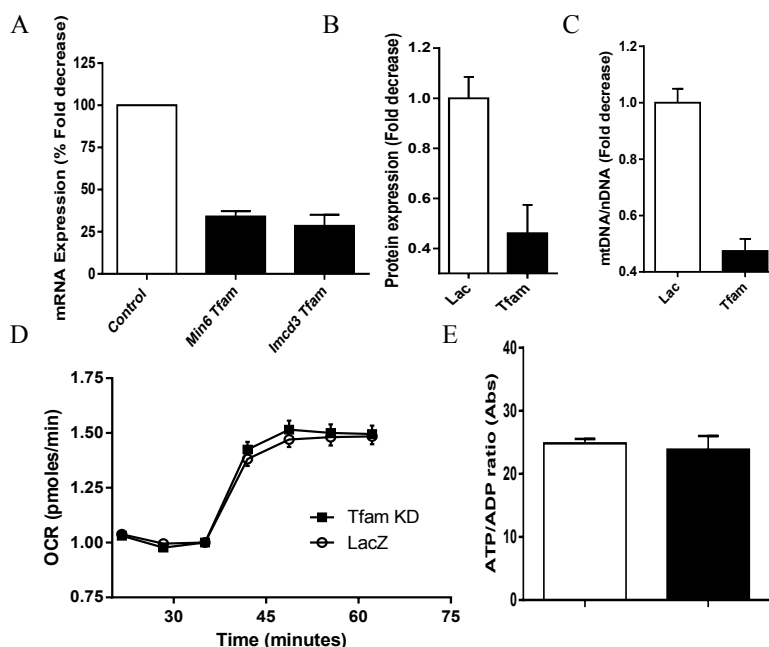 A
mRNA Expression (% Fold decrease)
125
100
75
50
25
0
Control
Min6 Tfam
Imcd3 Tfam
B
Protein expression (Fold decrease)
1.2
1.0
0.8
0.6
0.4
Lac
Tfam
C
mtDNA/nDNA (Fold decrease)
1.2
1.0
0.8
0.6
0.4
Lac
Tfam
D
OCR (pmoles/min)
1.75
1.50
1.25
1.00
0.75
Tfam KD
LacZ
30
45
60
75
Time (minutes)
E
ATP/ADP ratio (Abs)
40
30
20
10
0